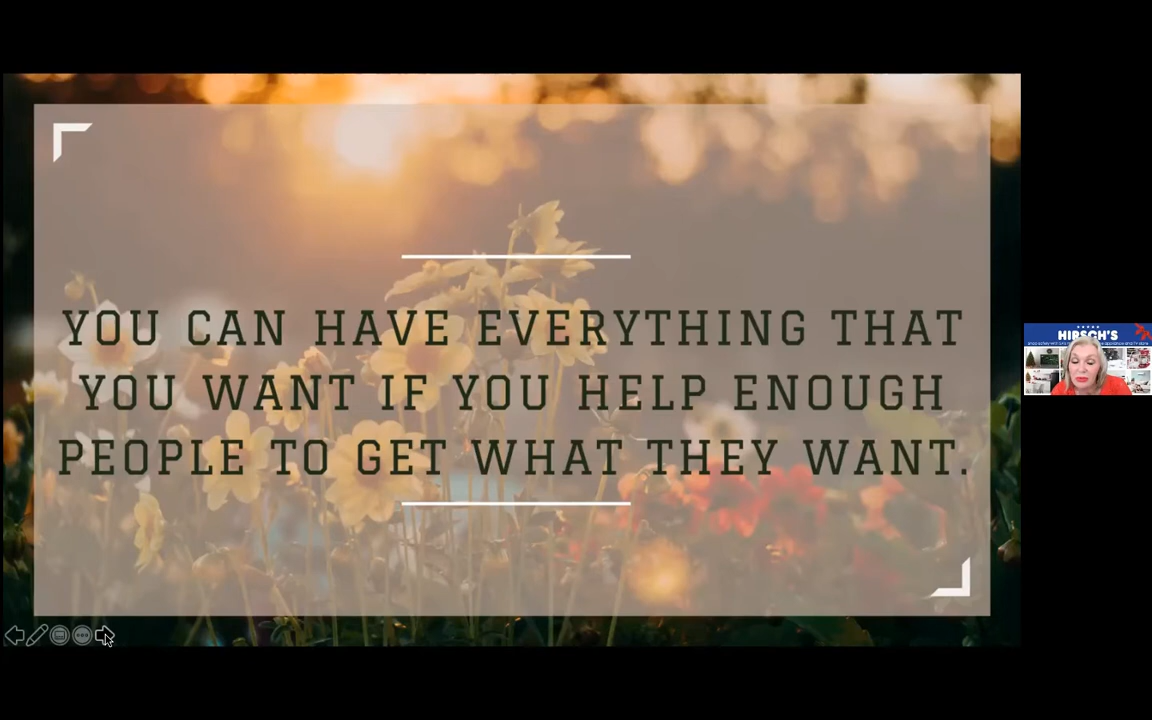 YOU CAN HAVE EVERYTHING THAT
YOU WANT IF YOU HELP ENOUGH
PEOPLE TO GET WHAT THEY WANT.
HIRSCH'S